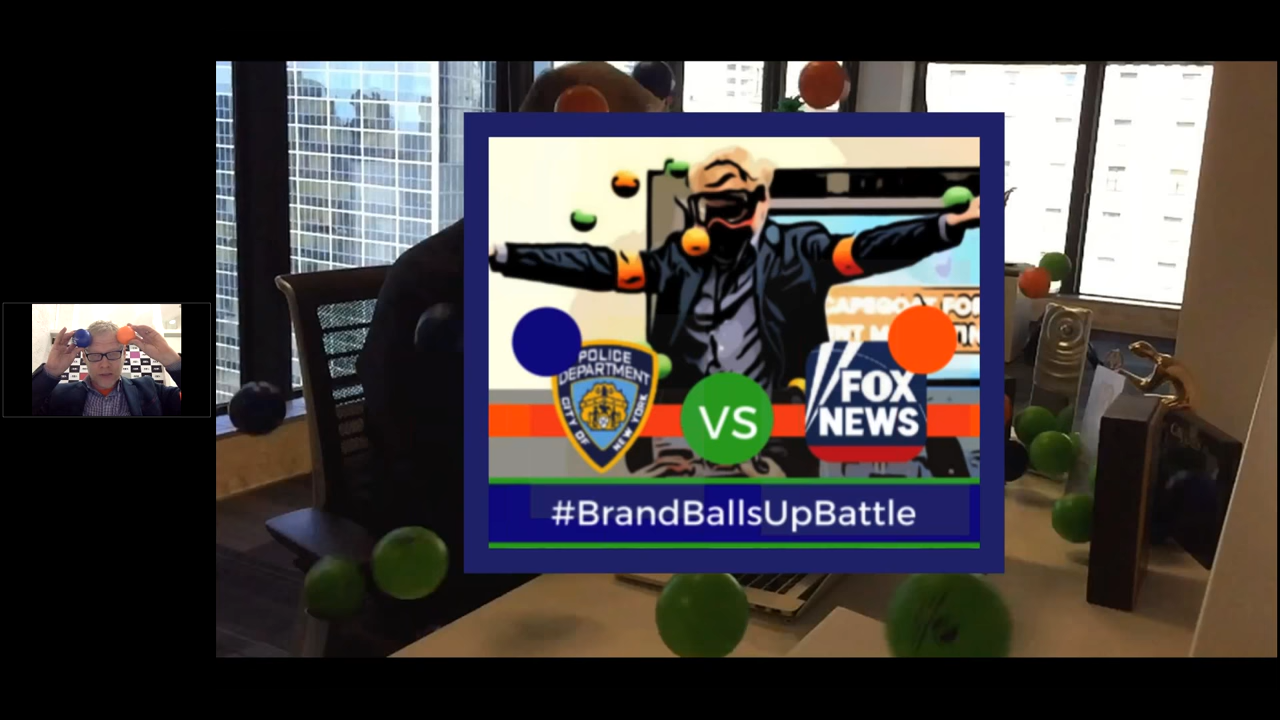 POLICE
DEPARTMENT
CITY OF NEW YORK
VS
FOX
NEWS
#BrandBallsUpBattle